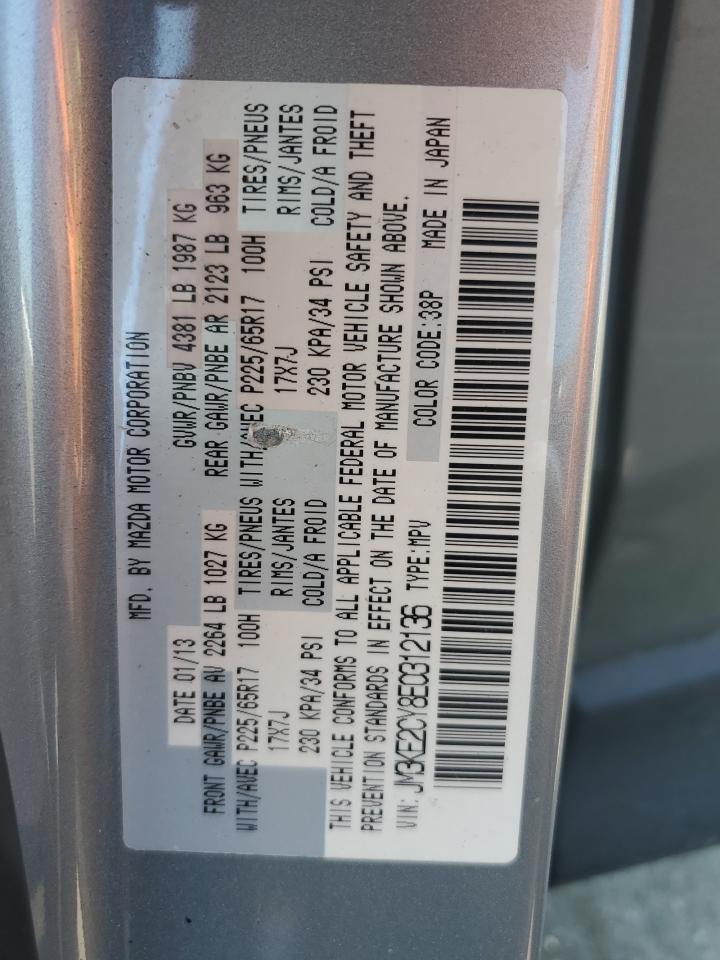 MFD. BY MAZDA MOTOR CORPORATION
DATE 01/13 GVWR/PNBV 4381 LB 1987 KG
FRONT GAWR/PNBE AV 2264 LB 1027 KG REAR GAWR/PNBE AR 2123 LB 963 KG
WITH/AVEC P225/65R17 100H TIRES/PNEUS WITH/AVEC P225/65R17 100H TIRES/PNEUS
17X7J RIMS/JANTES 17X7J RIMS/JANTES
230 KPA/34 PSI COLD/A FROID 230 KPA/34 PSI COLD/A FROID
THIS VEHICLE CONFORMS TO ALL APPLICABLE FEDERAL MOTOR VEHICLE SAFETY AND THEFT
PREVENTION STANDARDS IN EFFECT ON THE DATE OF MANUFACTURE SHOWN ABOVE.
VIN: JM3KE2CY8E0312136 TYPE:MPV COLOR CODE:38P MADE IN JAPAN